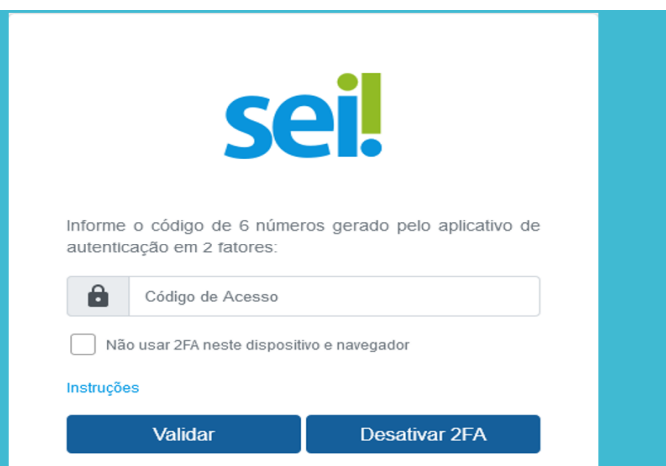 sei!
Informe o código de 6 números gerado pelo aplicativo de
autenticação em 2 fatores:
Código de Acesso
Não usar 2FA neste dispositivo e navegador
Instruções
Validar
Desativar 2FA